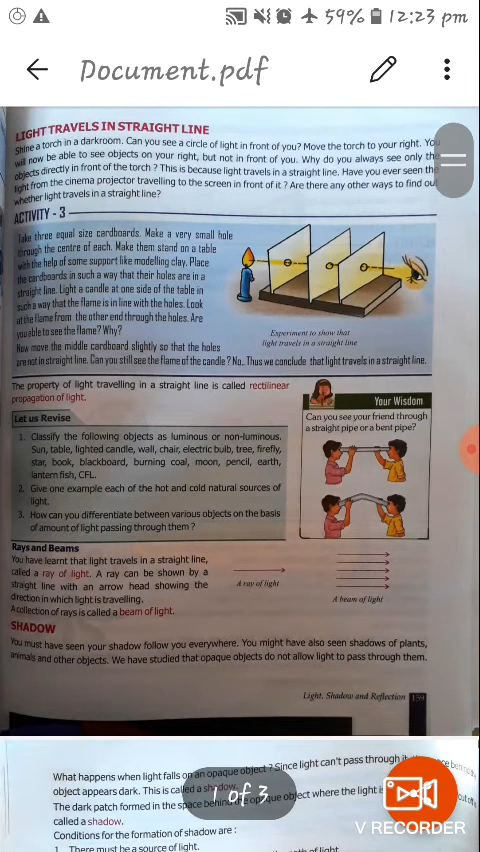 59% 12:23 pm
Document.pdf
LIGHT TRAVELS IN STRAIGHT LINE
Shine a torch in a darkroom. Can you see a circle of light in front of you? Move the torch to your right. You
will now be able to see objects on your right, but not in front of you. Why do you always see only the
objects directly in front of the torch ? This is because light travels in a straight line. Have you ever seen the
light from the cinema projector travelling to the screen in front of it ? Are there any other ways to find out
whether light travels in a straight line?
ACTIVITY - 3
Take three equal size cardboards. Make a very small hole
through the centre of each. Make them stand on a table
with the help of some support like modelling clay. Place
the cardboards in such a way that their holes are in a
straight line. Light a candle at one side of the table in
such a way that the flame is in line with the holes. Look
at the flame from the other end through the holes. Are
you able to see the flame? Why?
Now move the middle cardboard slightly so that the holes
are not in straight line. Can you still see the flame of the candle ? No.. Thus we conclude that light travels in a straight line.
Experiment to show that
light travels in a straight line
The property of light travelling in a straight line is called rectilinear
propagation of light.
Let us Revise
1. Classify the following objects as luminous or non-luminous.
Sun, table, lighted candle, wall, chair, electric bulb, tree, firefly,
star, book, blackboard, burning coal, moon, pencil, earth,
lantern fish, CFL.
2. Give one example each of the hot and cold natural sources of
light.
3. How can you differentiate between various objects on the basis
of amount of light passing through them ?
Your Wisdom
Can you see your friend through
a straight pipe or a bent pipe?
Rays and Beams
You have learnt that light travels in a straight line,
called a ray of light. A ray can be shown by a
straight line with an arrow head showing the
direction in which light is travelling.
A collection of rays is called a beam of light.
A ray of light
A beam of light
SHADOW
You must have seen your shadow follow you everywhere. You might have also seen shadows of plants,
animals and other objects. We have studied that opaque objects do not allow light to pass through them.
Light, Shadow and Reflection 159
What happens when light falls on an opaque object ? Since light can't pass through it
object appears dark. This is called a shadow.
The dark patch formed in the space behind the opaque object where the light is cut off
called a shadow.
Conditions for the formation of shadow are :
1. There must be a source of light.
of light
1 of 3
V RECORDER